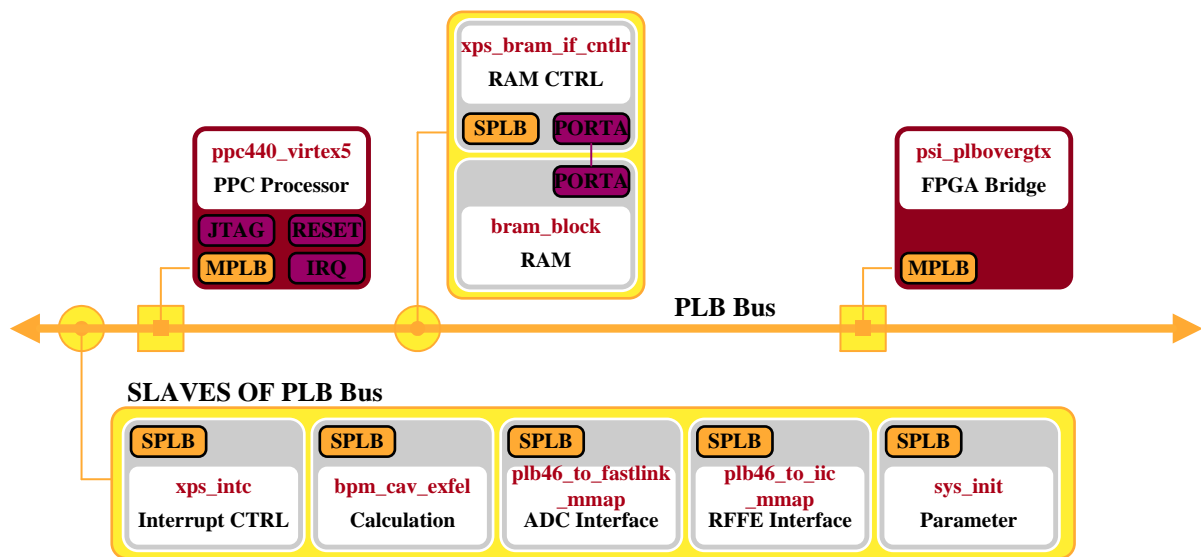 xps_bram_if_cntlr
RAM CTRL
SPLB PORTA
PORTA
bram_block
RAM
ppc440_virtex5
PPC Processor
JTAG RESET
MPLB IRQ
psi_plbovergtx
FPGA Bridge
MPLB
PLB Bus
SLAVES OF PLB Bus
SPLB
xps_intc
Interrupt CTRL
SPLB
bpm_cav_exfel
Calculation
SPLB
plb46_to_fastlink
_mmap
ADC Interface
SPLB
plb46_to_iic
_mmap
RFFE Interface
SPLB
sys_init
Parameter